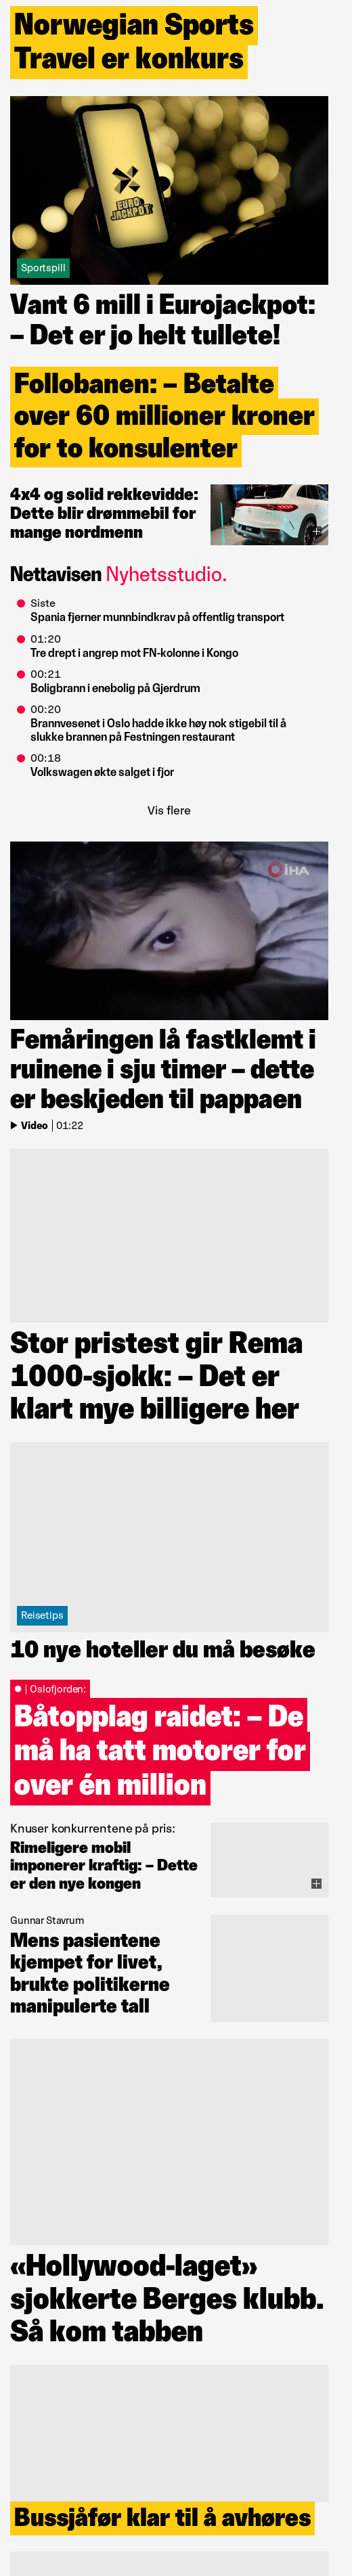 Norwegian Sports
Travel er konkurs
EURO
JACKPOT
Sportspill
Vant 6 mill i Eurojackpot:
– Det er jo helt tullete!
Follobanen: – Betalte
over 60 millioner kroner
for to konsulenter
4x4 og solid rekkevidde:
Dette blir drømmebil for
mange nordmenn
Nettavisen Nyhetsstudio.
Siste
Spania fjerner munnbindkrav på offentlig transport
01:20
Tre drept i angrep mot FN-kolonne i Kongo
00:21
Boligbrann i enebolig på Gjerdrum
00:20
Brannvesenet i Oslo hadde ikke høy nok stigebil til å
slukke brannen på Festningen restaurant
00:18
Volkswagen økte salget i fjor
Vis flere
İHA
Femåringen lå fastklemt i
ruinene i sju timer – dette
er beskjeden til pappaen
Video | 01:22
Stor pristest gir Rema
1000-sjokk: – Det er
klart mye billigere her
Reisetips
10 nye hoteller du må besøke
| Oslofjorden:
Båtopplag raidet: – De
må ha tatt motorer for
over én million
Knuser konkurrentene på pris:
Rimeligere mobil
imponerer kraftig: – Dette
er den nye kongen
Gunnar Stavrum
Mens pasientene
kjempet for livet,
brukte politikerne
manipulerte tall
«Hollywood-laget»
sjokkerte Berges klubb.
Så kom tabben
Bussjåfør klar til å avhøres